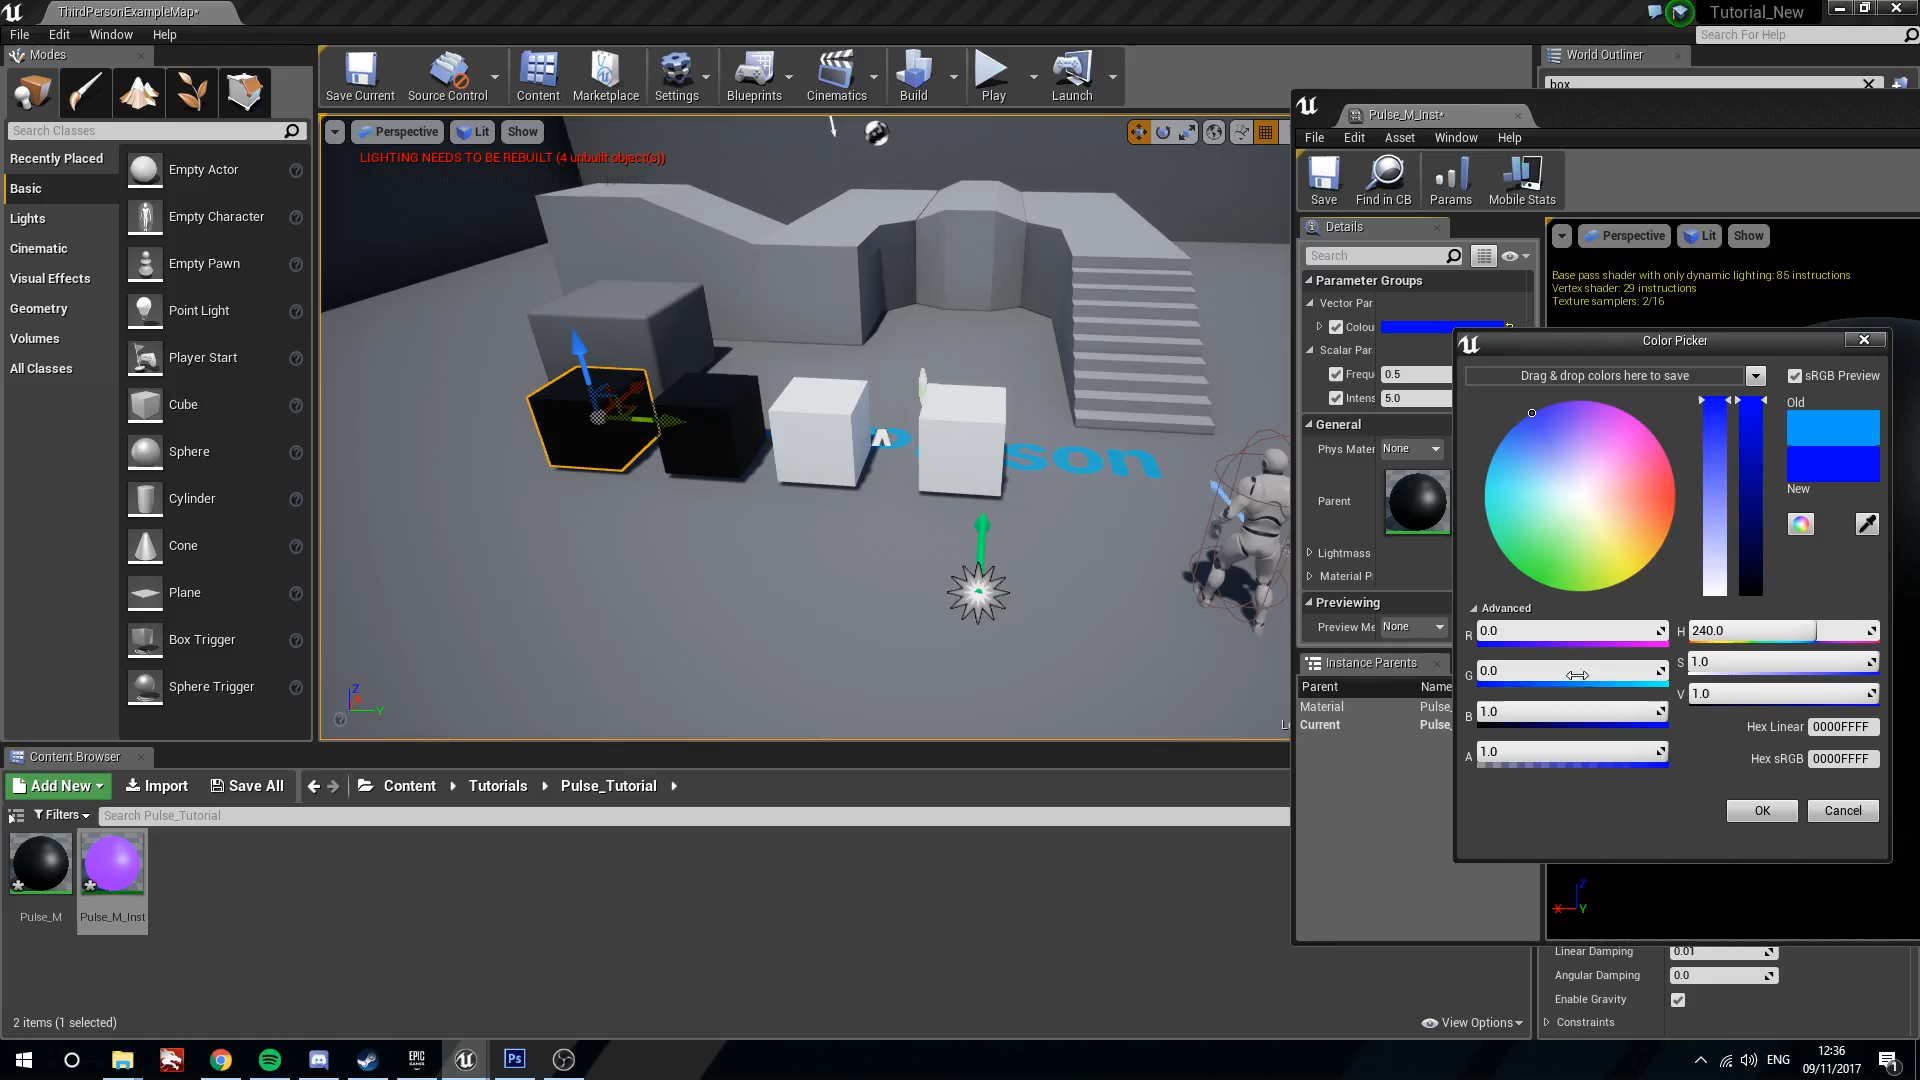 ThirdPersonExampleMap*
Tutorial_New
File Edit Window Help
Search For Help
Modes
World Outliner
box
Save Current Source Control Content Marketplace Settings Blueprints Cinematics Build Play Launch
Search Classes
Recently Placed
Basic
Lights
Cinematic
Visual Effects
Geometry
Volumes
All Classes
Empty Actor
Empty Character
Empty Pawn
Point Light
Player Start
Cube
Sphere
Cylinder
Cone
Plane
Box Trigger
Sphere Trigger
Perspective Lit Show
LIGHTING NEEDS TO BE REBUILT (4 unbuilt object(s))
Z
X
Y
Pulse_M_Inst*
File Edit Asset Window Help
Save Find in CB Params Mobile Stats
Details
Search
Parameter Groups
Vector Par
Colou
Scalar Par
Frequ 0.5
Intens 5.0
General
Phys Mater None
Parent
Lightmass
Material P
Previewing
Preview Me None
Instance Parents
Parent Name
Material Pulse_
Current Pulse_
Perspective Lit Show
Base pass shader with only dynamic lighting: 85 instructions
Vertex shader: 29 instructions
Texture samplers: 2/16
Color Picker
Drag & drop colors here to save
sRGB Preview
Old
New
Advanced
R 0.0
G 0.0
B 1.0
A 1.0
H 240.0
S 1.0
V 1.0
Hex Linear 0000FFFF
Hex sRGB 0000FFFF
OK Cancel
Z
X Y
Linear Damping 0.01
Angular Damping 0.0
Enable Gravity
Constraints
Content Browser
Add New Import Save All Content Tutorials Pulse_Tutorial
Filters Search Pulse_Tutorial
Pulse_M
Pulse_M_Inst
2 items (1 selected)
View Options
EPIC GAMES
Ps
ENG
12:36
09/11/2017
1